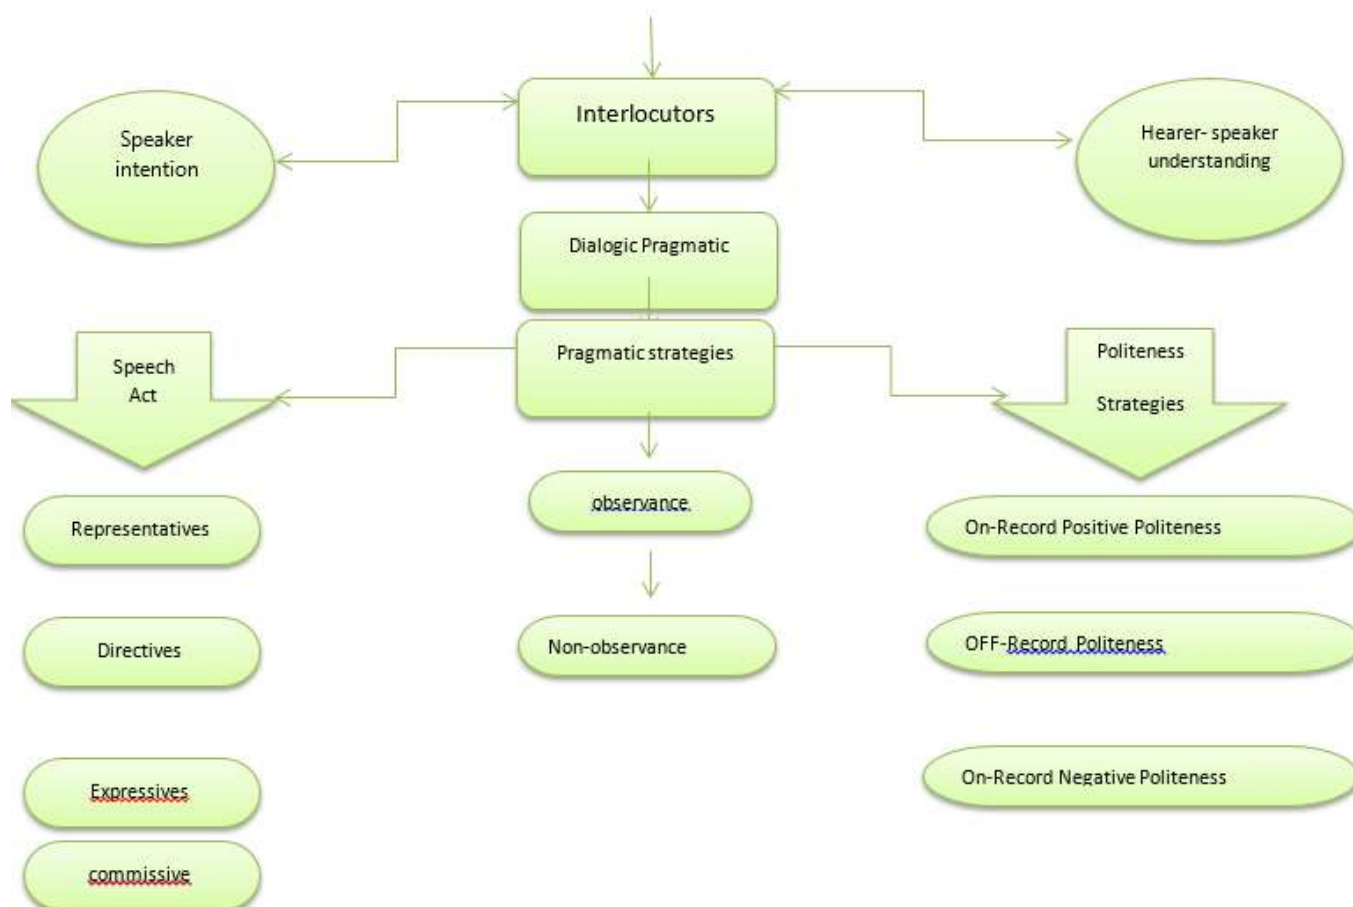 Interlocutors
Speaker
intention
Hearer- speaker
understanding
Dialogic Pragmatic
Pragmatic strategies
Speech
Act
Politeness
Strategies
observance
Representatives
On-Record Positive Politeness
Directives
Non-observance
OFF-Record Politeness
Expressives
On-Record Negative Politeness
commissive